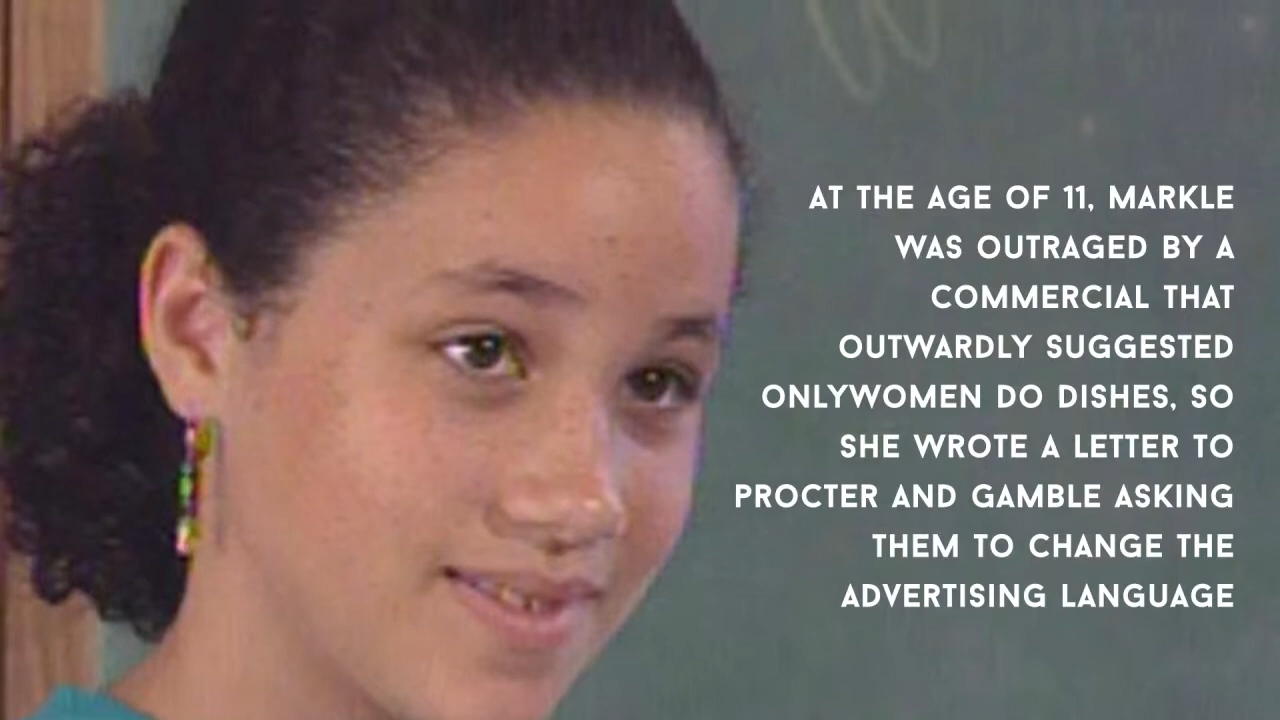 AT THE AGE OF 11, MARKLE
WAS OUTRAGED BY A
COMMERCIAL THAT
OUTWARDLY SUGGESTED
ONLYWOMEN DO DISHES, SO
SHE WROTE A LETTER TO
PROCTER AND GAMBLE ASKING
THEM TO CHANGE THE
ADVERTISING LANGUAGE